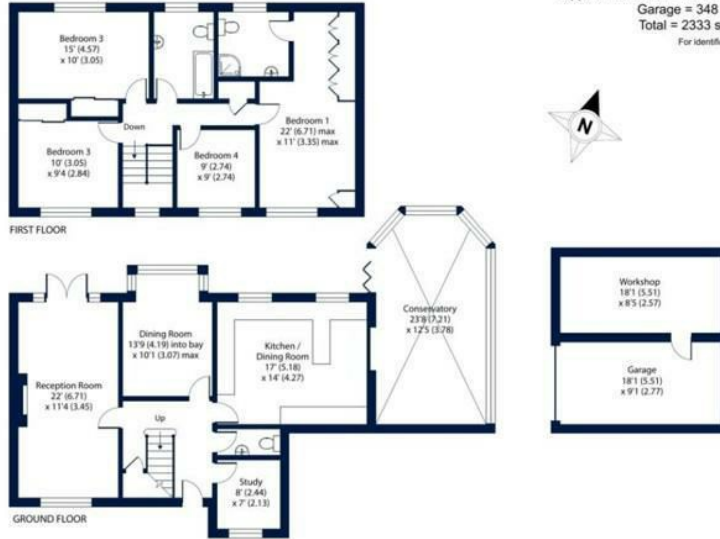 Garage = 348
Total = 2333 s
For identifi
Bedroom 3
15' (4.57)
x 10' (3.05)
Bedroom 3
10' (3.05)
x 9'4 (2.84)
Down
Bedroom 4
9' (2.74)
x 9' (2.74)
Bedroom 1
22' (6.71) max
x 11' (3.35) max
N
FIRST FLOOR
Reception Room
22' (6.71)
x 11'4 (3.45)
Dining Room
13'9 (4.19) into bay
x 10'1 (3.07) max
Up
Kitchen /
Dining Room
17' (5.18)
x 14' (4.27)
Conservatory
23'8 (7.21)
x 12'5 (3.78)
Study
8' (2.44)
x 7' (2.13)
Workshop
18'1 (5.51)
x 8'5 (2.57)
Garage
18'1 (5.51)
x 9'1 (2.77)
GROUND FLOOR